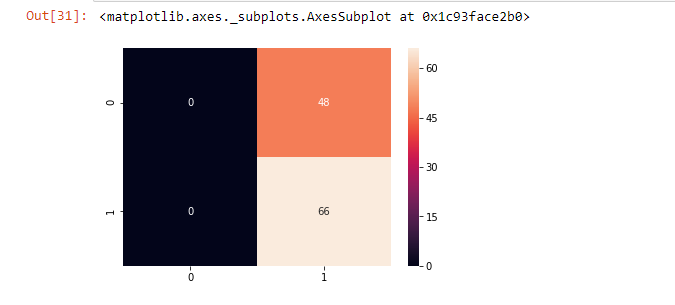 Out[31]: <matplotlib.axes._subplots.AxesSubplot at 0x1c93face2b0>
60
0 0 48
45
30
1 0 66
15
0
0 1